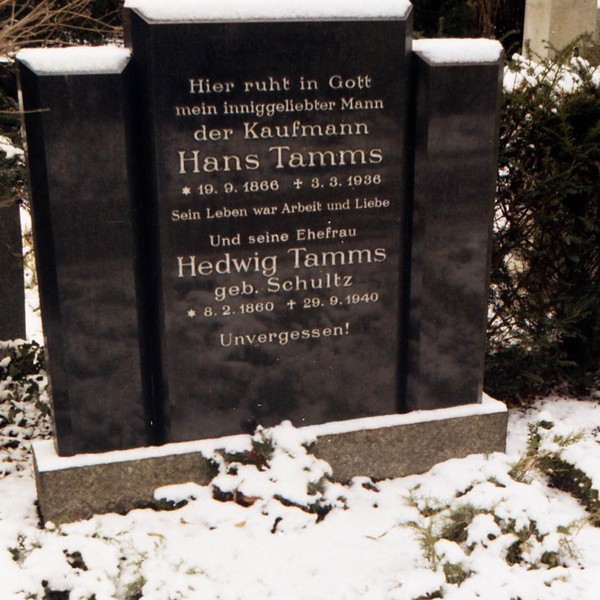 Hier ruht in Gott
mein inniggeliebter Mann
der Kaufmann
Hans Tamms
* 19. 9. 1866 ✝ 3. 3. 1936
Sein Leben war Arbeit und Liebe
Und seine Ehefrau
Hedwig Tamms
geb. Schultz
* 8. 2. 1860 ✝ 29. 9. 1940
Unvergessen!